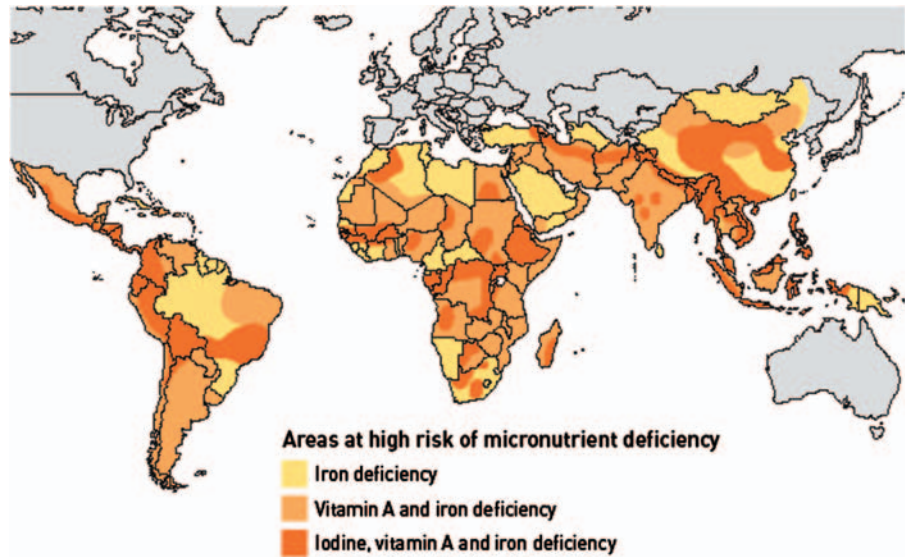 Areas at high risk of micronutrient deficiency
Iron deficiency
Vitamin A and iron deficiency
Iodine, vitamin A and iron deficiency